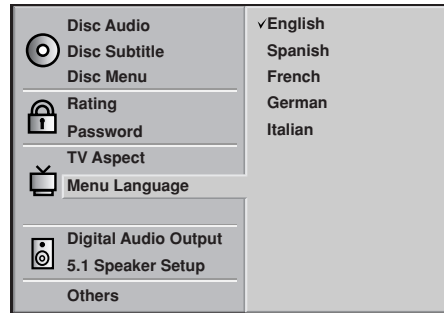 Disc Audio
Disc Subtitle
Disc Menu
Rating
Password
TV Aspect
Menu Language
Digital Audio Output
5.1 Speaker Setup
Others
✓English
Spanish
French
German
Italian